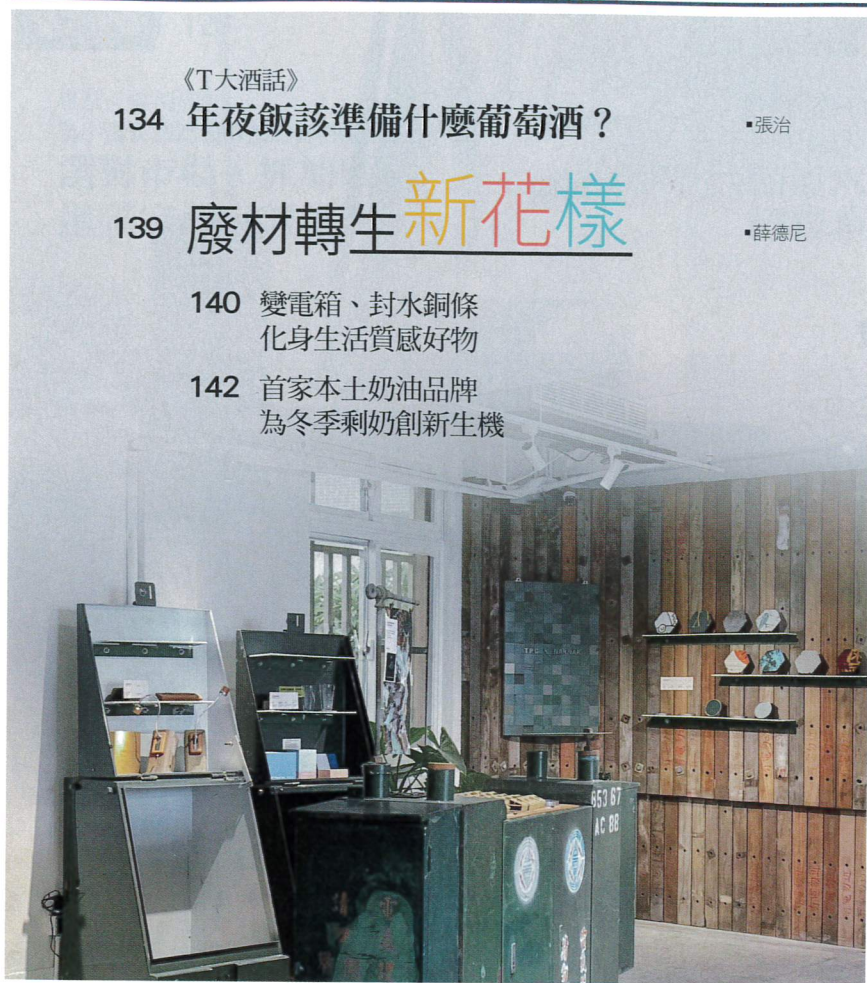 《T大酒話》
134 年夜飯該準備什麼葡萄酒? ▪張治
139 廢材轉生新花樣 ▪薛德尼
140 變電箱、封水銅條
化身生活質感好物
142 首家本土奶油品牌
為冬季剩奶創新生機
653 67
AC 88